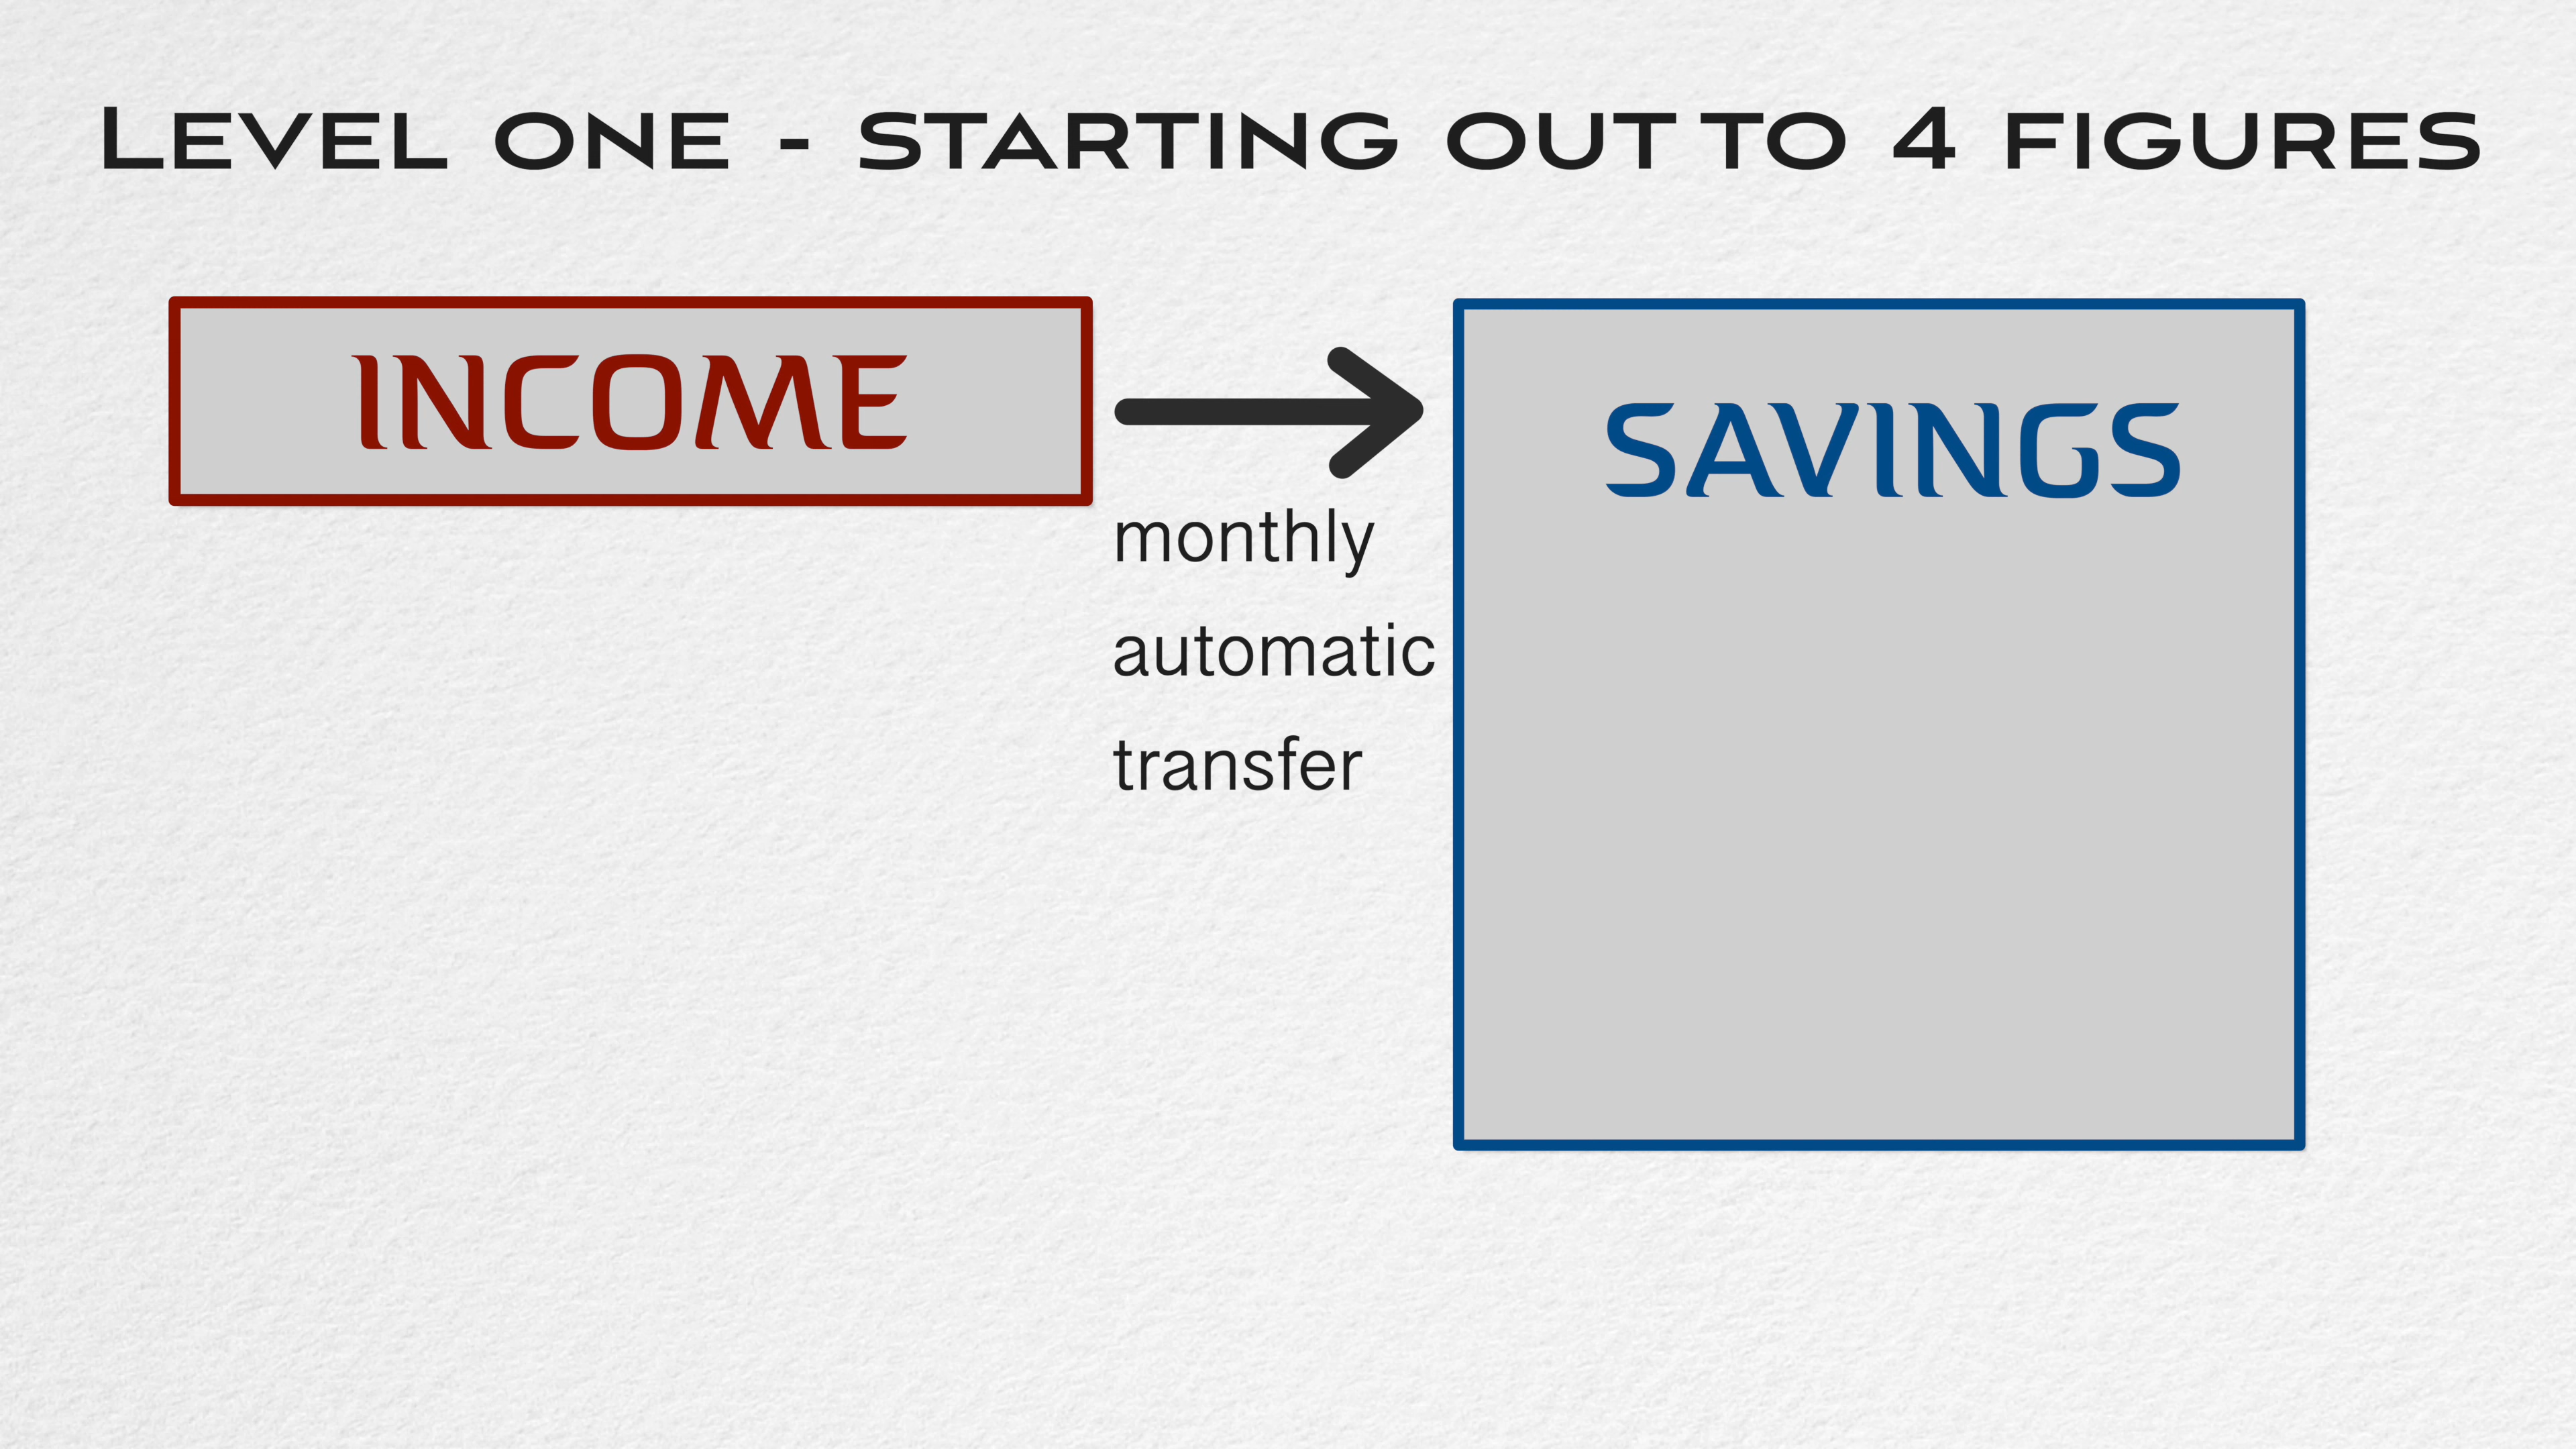 LEVEL ONE - STARTING OUT TO 4 FIGURES
INCOME
SAVINGS
monthly
automatic
transfer